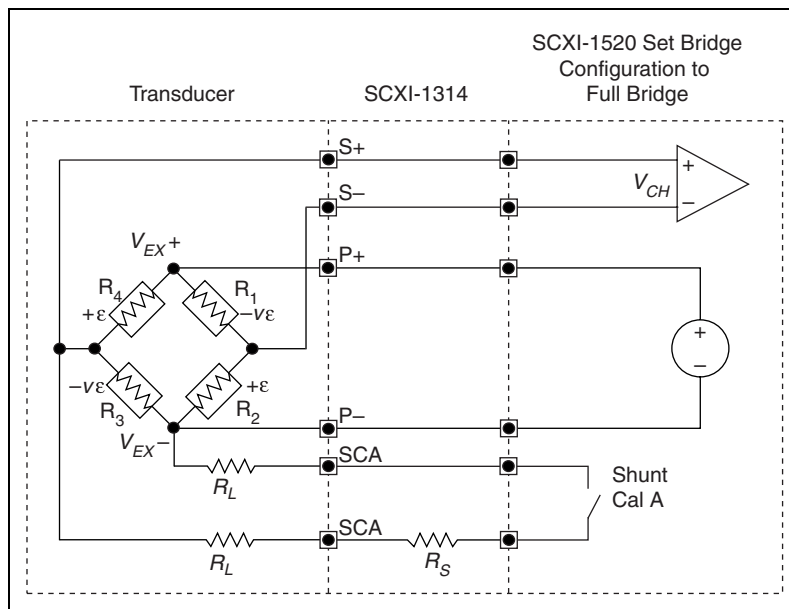 SCXI-1520 Set Bridge
Configuration to
Full Bridge
Transducer
SCXI-1314
S+
+
V_CH
S–
–
P+
V_EX+
R_4
R_1
+ε
–νε
+
–
–νε
+ε
R_3
R_2
V_EX–
P–
SCA
R_L
Shunt
Cal A
SCA
R_L
R_S